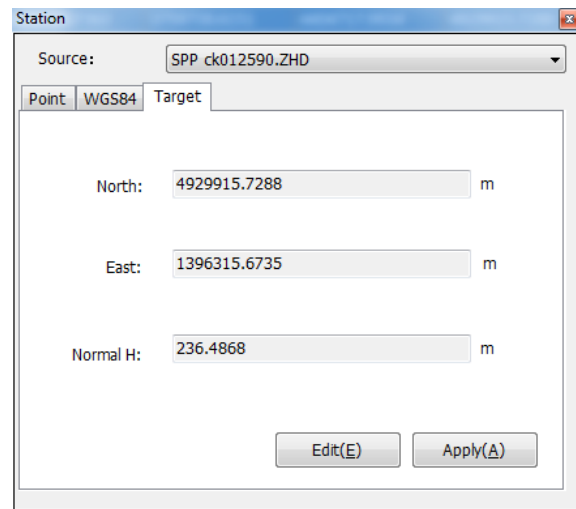 Station
Source: SPP ck012590.ZHD
Point WGS84 Target
North: 4929915.7288 m
East: 1396315.6735 m
Normal H: 236.4868 m
Edit(E) Apply(A)